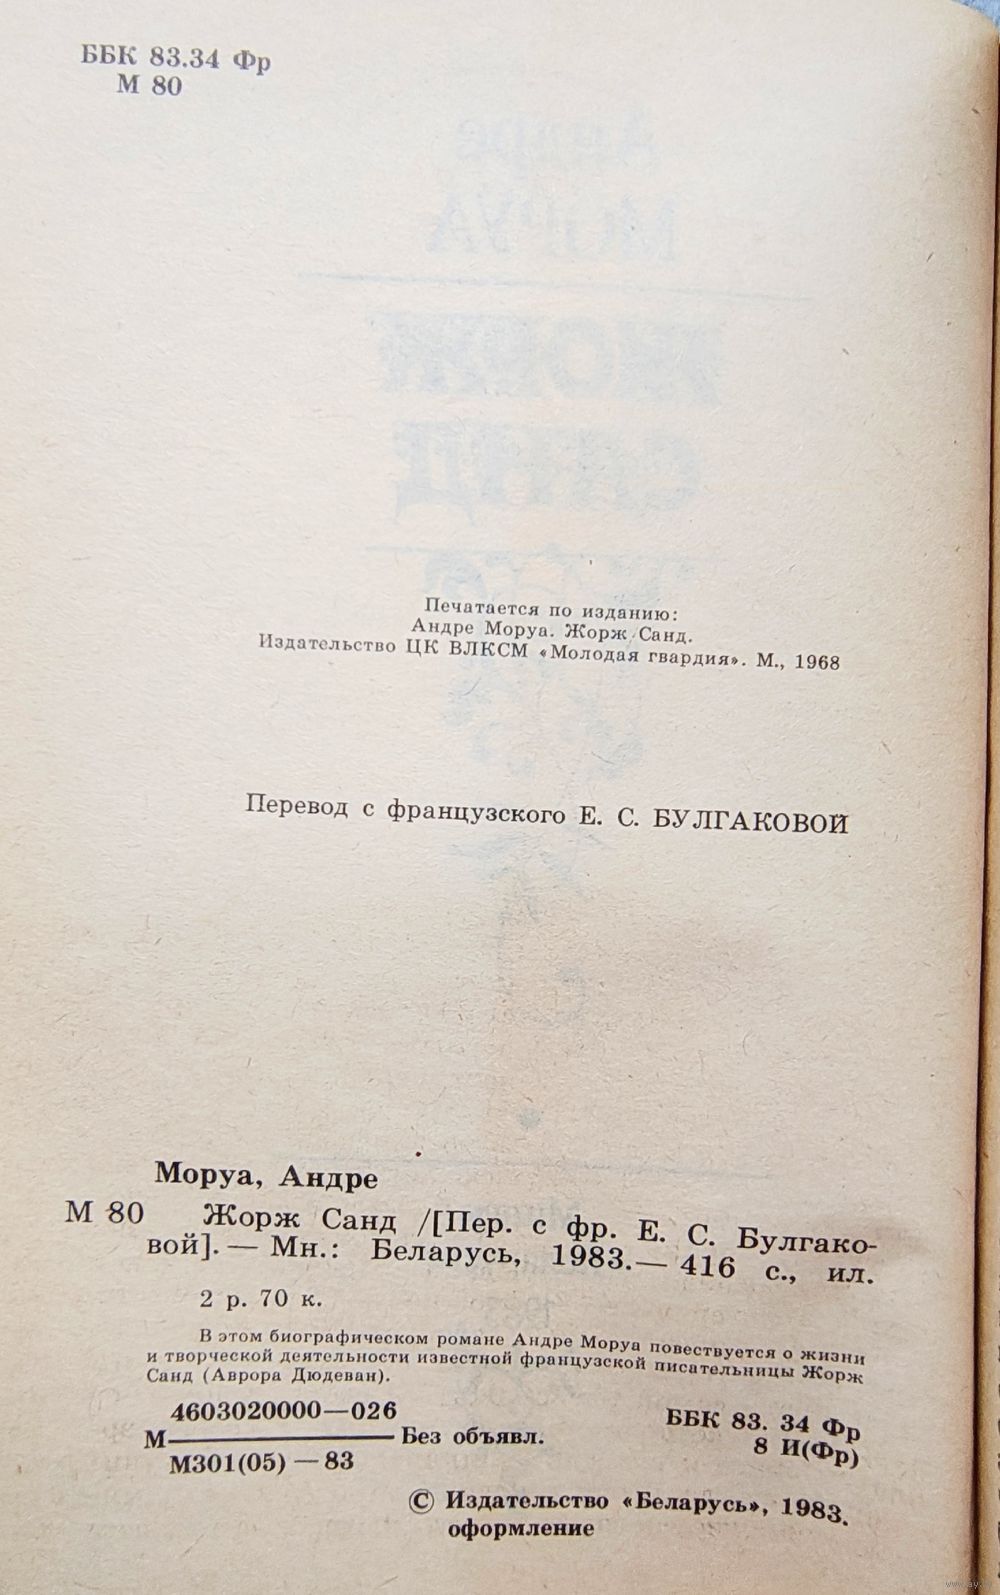 ББК 83.34 Фр
М 80
Печатается по изданию:
Андре Моруа. Жорж Санд.
Издательство ЦК ВЛКСМ «Молодая гвардия». М., 1968
Перевод с французского Е. С. БУЛГАКОВОЙ
Моруа, Андре
М 80 Жорж Санд /[Пер. с фр. Е. С. Булгако-
вой]. — Мн.: Беларусь, 1983.— 416 с., ил.
2 р. 70 к.
В этом биографическом романе Андре Моруа повествуется о жизни
и творческой деятельности известной французской писательницы Жорж
Санд (Аврора Дюдеван).
4603020000—026
М Без объявл.
М301(05) — 83
ББК 83. 34 Фр
8 И(Фр)
© Издательство «Беларусь», 1983.
оформление